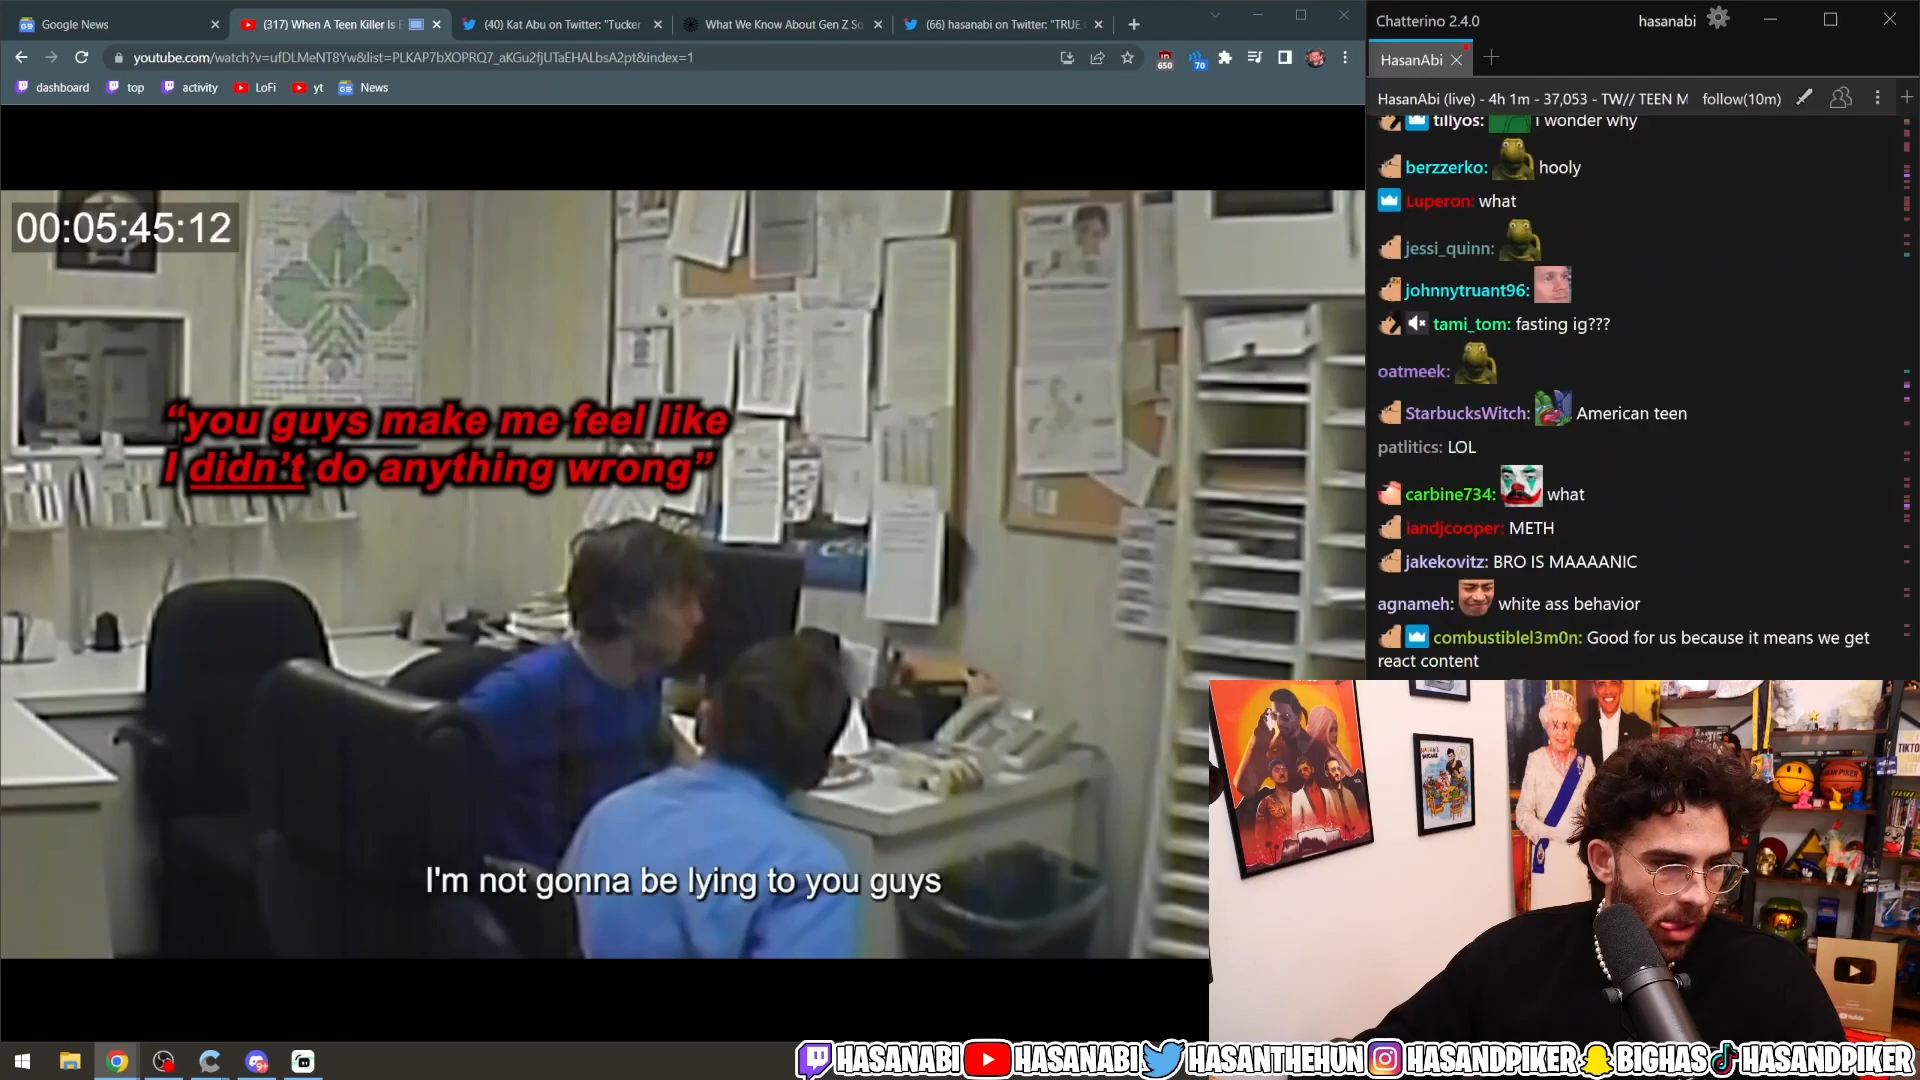 Google News
(317) When A Teen Killer Is E
(40) Kat Abu on Twitter: "Tucker
What We Know About Gen Z So
(66) hasanabi on Twitter: "TRUE
youtube.com/watch?v=ufDLMeNT8Yw&list=PLKAP7bXOPRQ7_aKGu2fjUTaEHALbsA2pt&index=1
650
70
dashboard
top
activity
LoFi
yt
News
00:05:45:12
“you guys make me feel like
I didn’t do anything wrong”
I'm not gonna be lying to you guys
Chatterino 2.4.0
hasanabi
HasanAbi
HasanAbi (live) - 4h 1m - 37,053 - TW// TEEN M
follow(10m)
tillyos: i wonder why
berzzerko: hooly
Luperon: what
jessi_quinn:
johnnytruant96:
tami_tom: fasting ig???
oatmeek:
StarbucksWitch: American teen
patlitics: LOL
carbine734: what
iandjcooper: METH
jakekovitz: BRO IS MAAAANIC
agnameh: white ass behavior
combustiblel3m0n: Good for us because it means we get
react content
HASANABI HASANABI HASANTHEHUN HASANDPIKER BIGHAS HASANDPIKER